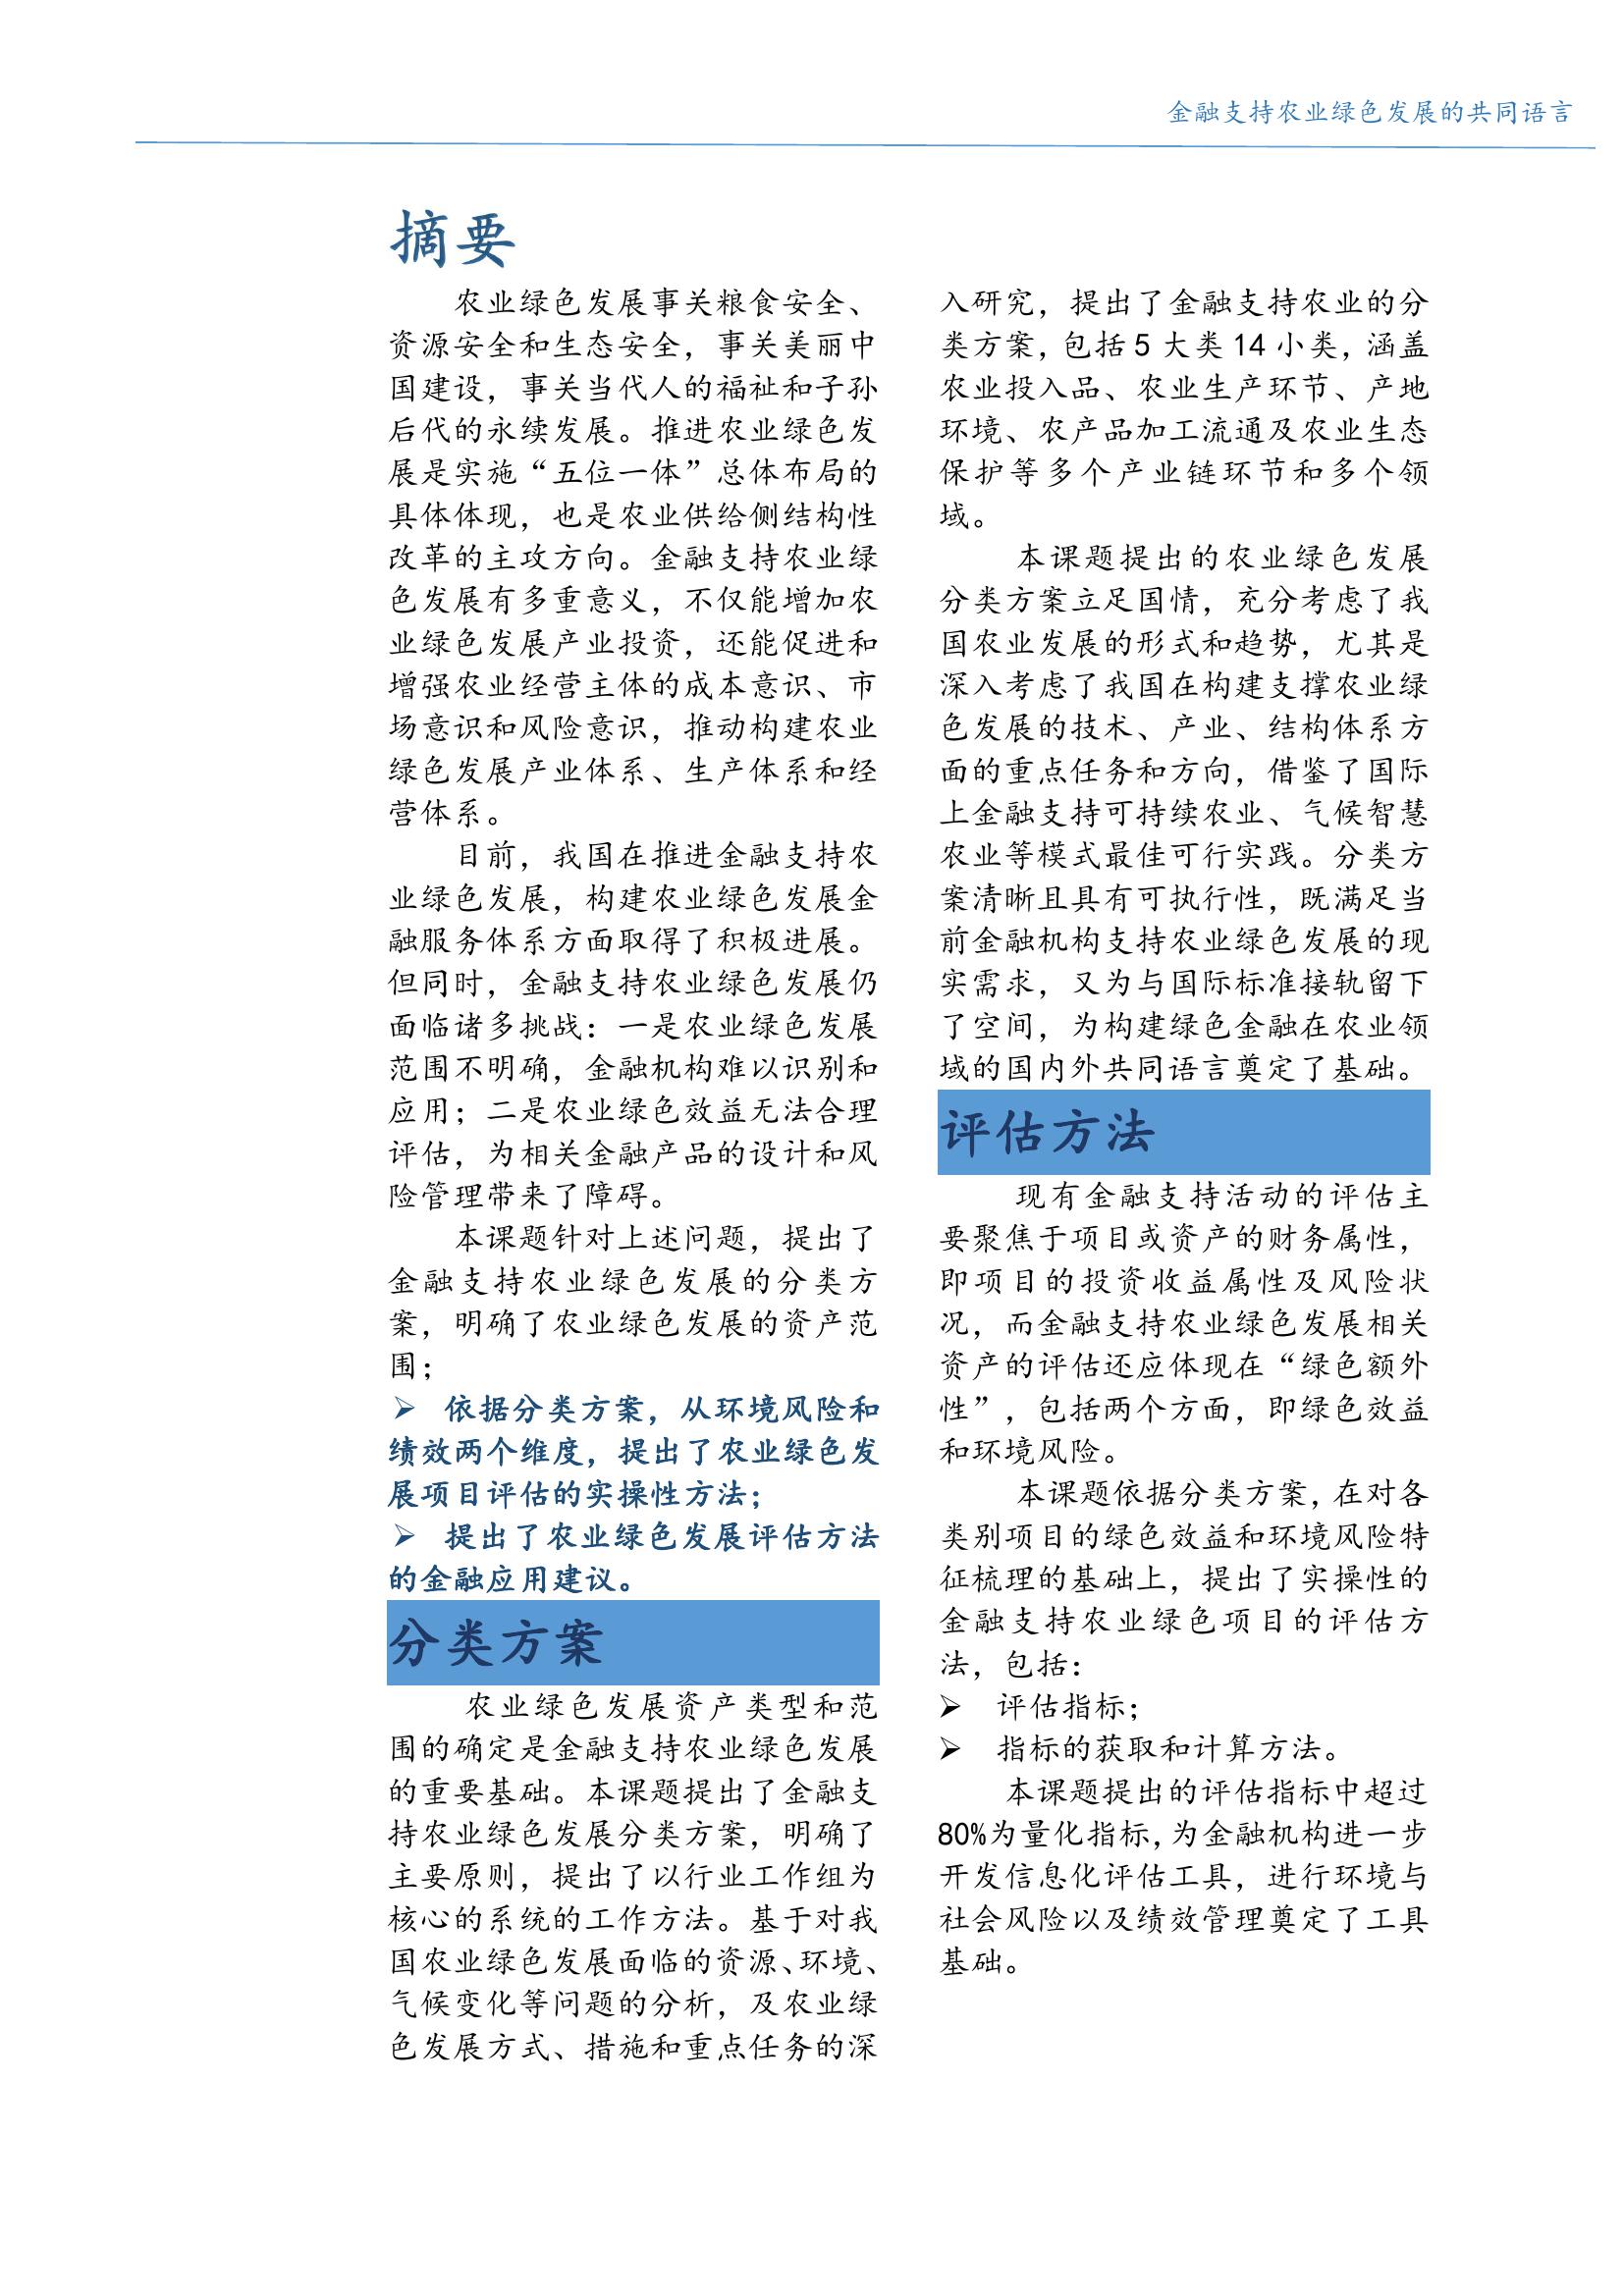 金融支持农业绿色发展的共同语言
摘要
农业绿色发展事关粮食安全、
资源安全和生态安全，事关美丽中
国建设，事关当代人的福祉和子孙
后代的永续发展。推进农业绿色发
展是实施“五位一体”总体布局的
具体体现，也是农业供给侧结构性
改革的主攻方向。金融支持农业绿
色发展有多重意义，不仅能增加农
业绿色发展产业投资，还能促进和
增强农业经营主体的成本意识、市
场意识和风险意识，推动构建农业
绿色发展产业体系、生产体系和经
营体系。
目前，我国在推进金融支持农
业绿色发展，构建农业绿色发展金
融服务体系方面取得了积极进展。
但同时，金融支持农业绿色发展仍
面临诸多挑战：一是农业绿色发展
范围不明确，金融机构难以识别和
应用；二是农业绿色效益无法合理
评估，为相关金融产品的设计和风
险管理带来了障碍。
本课题针对上述问题，提出了
金融支持农业绿色发展的分类方
案，明确了农业绿色发展的资产范
围；
➢ 依据分类方案，从环境风险和
绩效两个维度，提出了农业绿色发
展项目评估的实操性方法；
➢ 提出了农业绿色发展评估方法
的金融应用建议。
分类方案
农业绿色发展资产类型和范
围的确定是金融支持农业绿色发展
的重要基础。本课题提出了金融支
持农业绿色发展分类方案，明确了
主要原则，提出了以行业工作组为
核心的系统的工作方法。基于对我
国农业绿色发展面临的资源、环境、
气候变化等问题的分析，及农业绿
色发展方式、措施和重点任务的深
入研究，提出了金融支持农业的分
类方案，包括 5 大类 14 小类，涵盖
农业投入品、农业生产环节、产地
环境、农产品加工流通及农业生态
保护等多个产业链环节和多个领
域。
本课题提出的农业绿色发展
分类方案立足国情，充分考虑了我
国农业发展的形式和趋势，尤其是
深入考虑了我国在构建支撑农业绿
色发展的技术、产业、结构体系方
面的重点任务和方向，借鉴了国际
上金融支持可持续农业、气候智慧
农业等模式最佳可行实践。分类方
案清晰且具有可执行性，既满足当
前金融机构支持农业绿色发展的现
实需求，又为与国际标准接轨留下
了空间，为构建绿色金融在农业领
域的国内外共同语言奠定了基础。
评估方法
现有金融支持活动的评估主
要聚焦于项目或资产的财务属性，
即项目的投资收益属性及风险状
况，而金融支持农业绿色发展相关
资产的评估还应体现在“绿色额外
性”，包括两个方面，即绿色效益
和环境风险。
本课题依据分类方案，在对各
类别项目的绿色效益和环境风险特
征梳理的基础上，提出了实操性的
金融支持农业绿色项目的评估方
法，包括：
➢ 评估指标；
➢ 指标的获取和计算方法。
本课题提出的评估指标中超过
80%为量化指标，为金融机构进一步
开发信息化评估工具，进行环境与
社会风险以及绩效管理奠定了工具
基础。